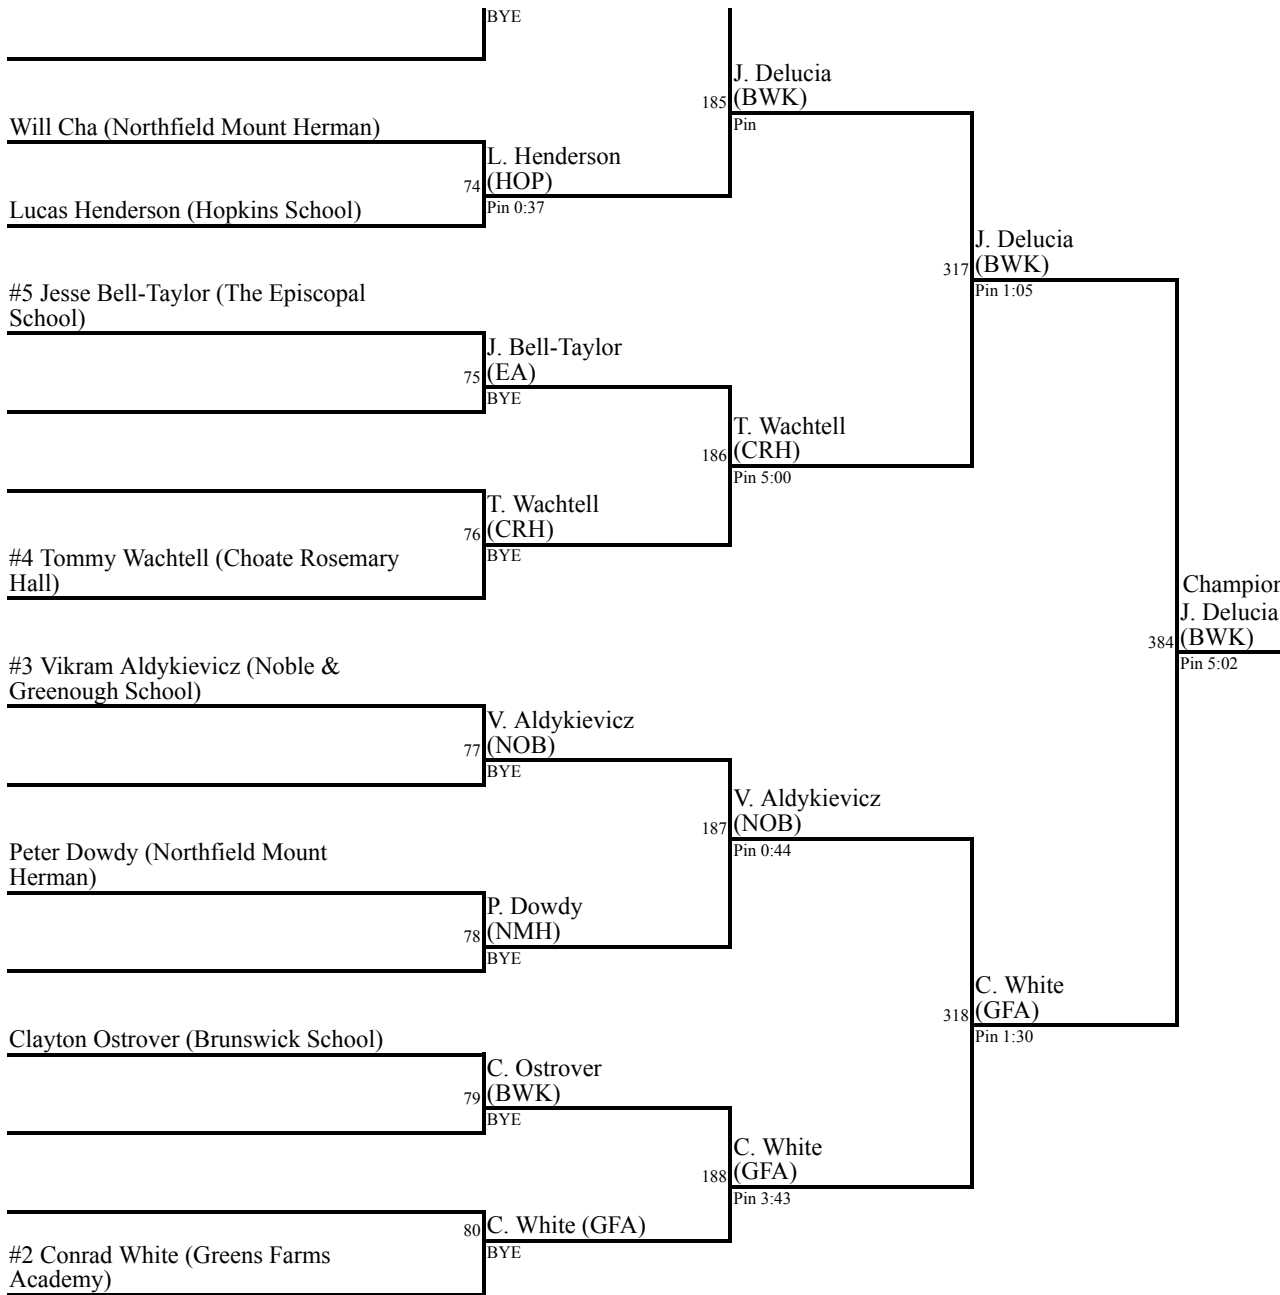 BYE
J. Delucia
185 (BWK)
Pin
Will Cha (Northfield Mount Herman)
L. Henderson
74 (HOP)
Pin 0:37
Lucas Henderson (Hopkins School)
J. Delucia
317 (BWK)
Pin 1:05
#5 Jesse Bell-Taylor (The Episcopal
School)
J. Bell-Taylor
75 (EA)
BYE
T. Wachtell
186 (CRH)
Pin 5:00
T. Wachtell
76 (CRH)
BYE
#4 Tommy Wachtell (Choate Rosemary
Hall)
Champion
J. Delucia
384 (BWK)
Pin 5:02
#3 Vikram Aldykievicz (Noble &
Greenough School)
V. Aldykievicz
77 (NOB)
BYE
V. Aldykievicz
187 (NOB)
Pin 0:44
Peter Dowdy (Northfield Mount
Herman)
P. Dowdy
78 (NMH)
BYE
C. White
318 (GFA)
Pin 1:30
Clayton Ostrover (Brunswick School)
C. Ostrover
79 (BWK)
BYE
C. White
188 (GFA)
Pin 3:43
80 C. White (GFA)
BYE
#2 Conrad White (Greens Farms
Academy)